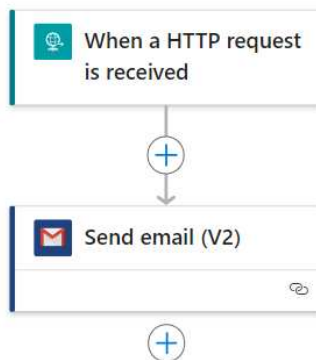 When a HTTP request
is received
Send email (V2)